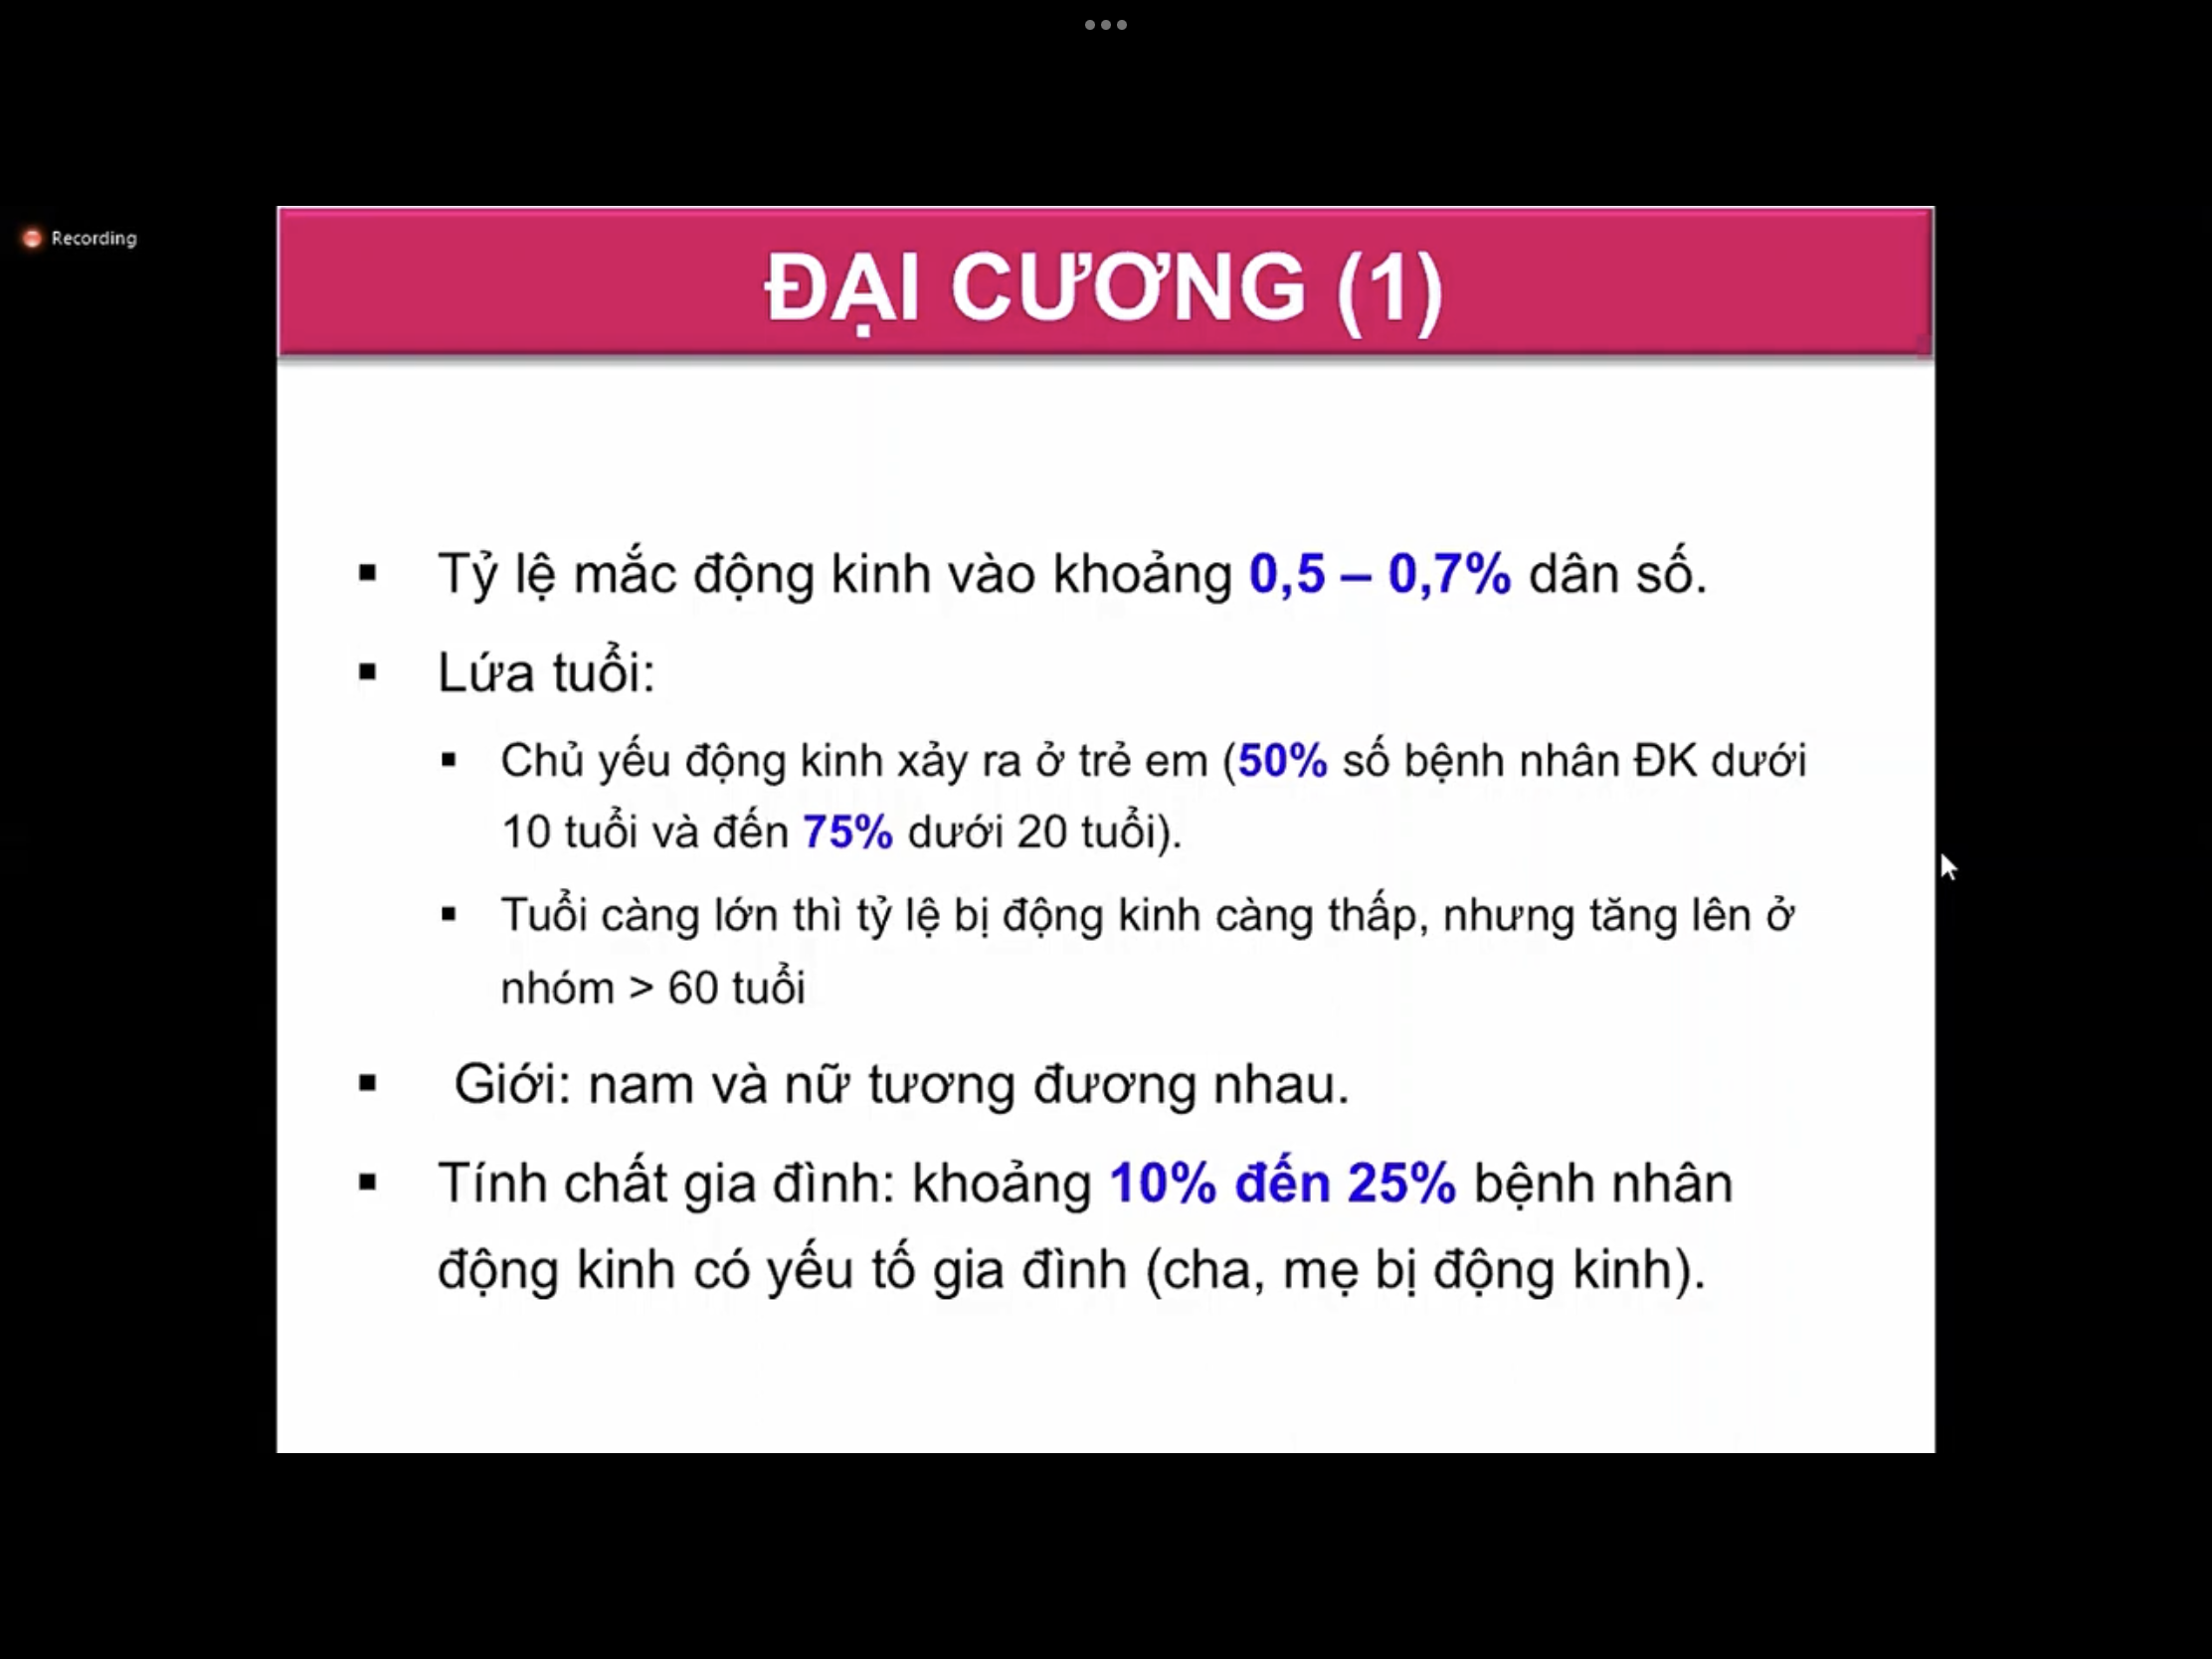 Recording
ĐẠI CƯƠNG (1)
▪ Tỷ lệ mắc động kinh vào khoảng 0,5 – 0,7% dân số.
▪ Lứa tuổi:
▪ Chủ yếu động kinh xảy ra ở trẻ em (50% số bệnh nhân ĐK dưới
10 tuổi và đến 75% dưới 20 tuổi).
▪ Tuổi càng lớn thì tỷ lệ bị động kinh càng thấp, nhưng tăng lên ở
nhóm > 60 tuổi
▪ Giới: nam và nữ tương đương nhau.
▪ Tính chất gia đình: khoảng 10% đến 25% bệnh nhân
động kinh có yếu tố gia đình (cha, mẹ bị động kinh).